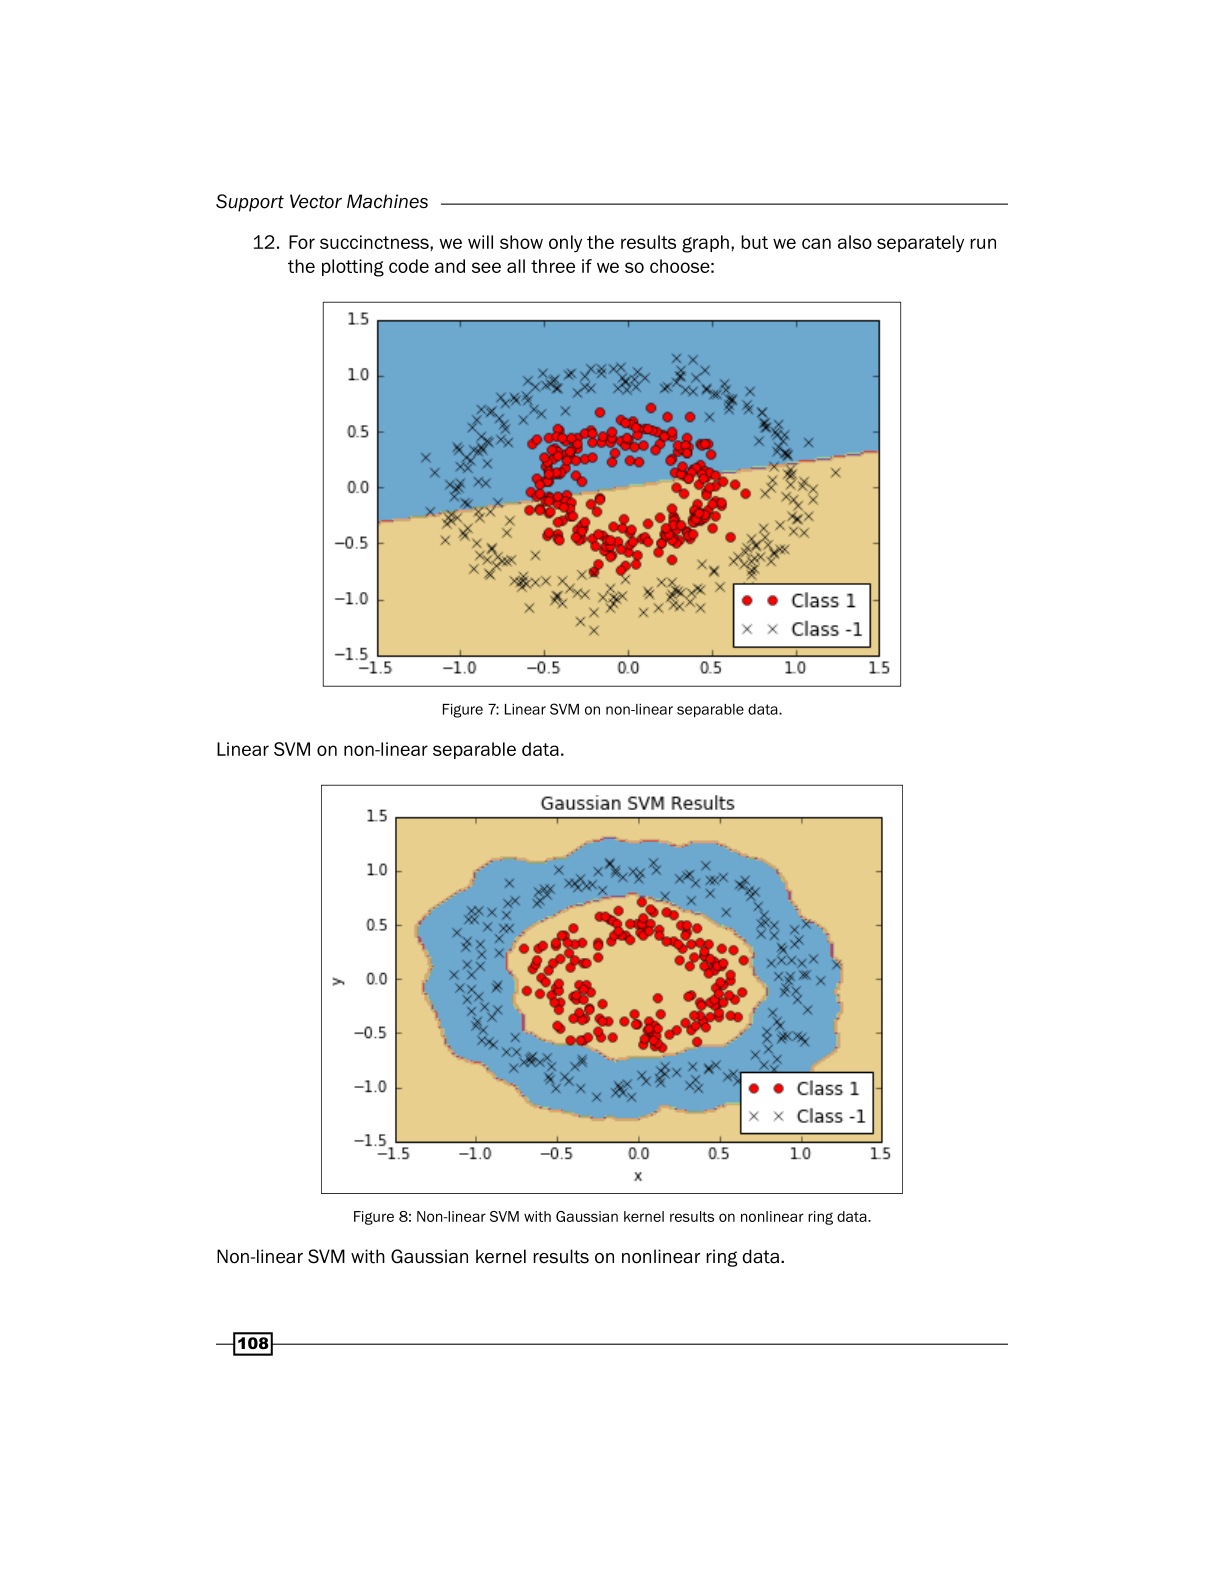 Support Vector Machines
12. For succinctness, we will show only the results graph, but we can also separately run
the plotting code and see all three if we so choose:
1.5
1.0
0.5
0.0
−0.5
−1.0
−1.5
Class 1
Class -1
−1.5 −1.0 −0.5 0.0 0.5 1.0 1.5
Figure 7: Linear SVM on non-linear separable data.
Linear SVM on non-linear separable data.
Gaussian SVM Results
1.5
1.0
0.5
0.0
y
−0.5
−1.0
−1.5
Class 1
Class -1
−1.5 −1.0 −0.5 0.0 0.5 1.0 1.5
x
Figure 8: Non-linear SVM with Gaussian kernel results on nonlinear ring data.
Non-linear SVM with Gaussian kernel results on nonlinear ring data.
108